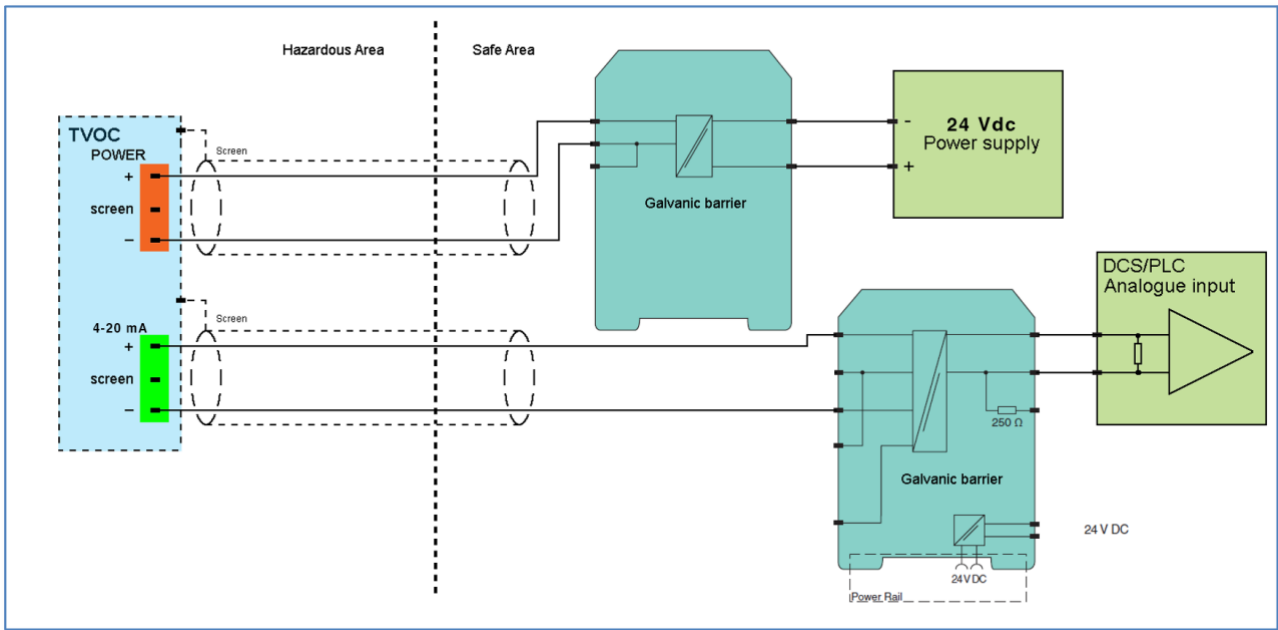 Hazardous Area
Safe Area
TVOC
POWER
+
screen
–
Screen
Galvanic barrier
-
24 Vdc
Power supply
+
4-20 mA
+
screen
–
Screen
DCS/PLC
Analogue input
250 Ω
Galvanic barrier
24 V DC
24V DC
Power Rail